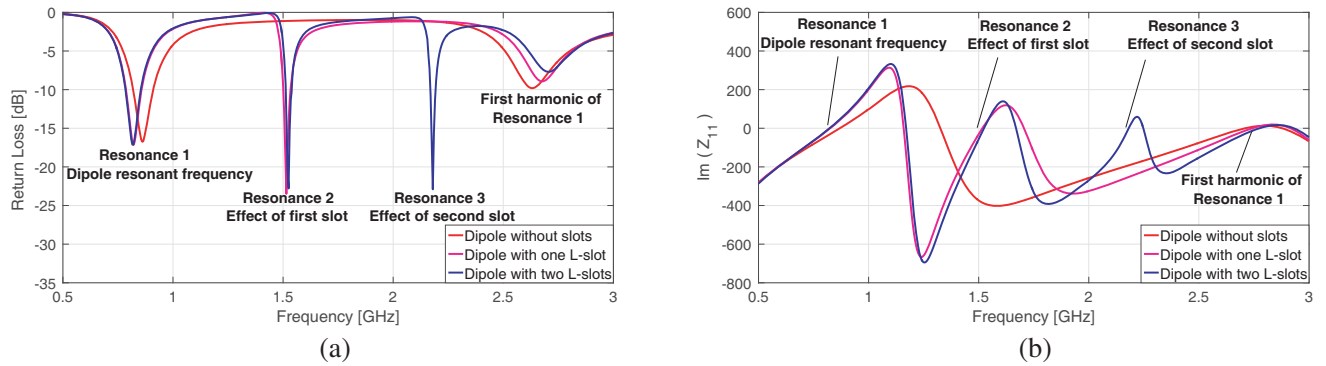 0
-5
-10
-15
-20
-25
-30
-35
Return Loss [dB]
0.5 1 1.5 2 2.5 3
Frequency [GHz]
Resonance 1
Dipole resonant frequency
Resonance 2
Effect of first slot
Resonance 3
Effect of second slot
First harmonic of
Resonance 1
Dipole without slots
Dipole with one L-slot
Dipole with two L-slots
(a)
600
400
200
0
-200
-400
-600
-800
Im ( Z11 )
0.5 1 1.5 2 2.5 3
Frequency [GHz]
Resonance 1
Dipole resonant frequency
Resonance 2
Effect of first slot
Resonance 3
Effect of second slot
First harmonic of
Resonance 1
Dipole without slots
Dipole with one L-slot
Dipole with two L-slots
(b)